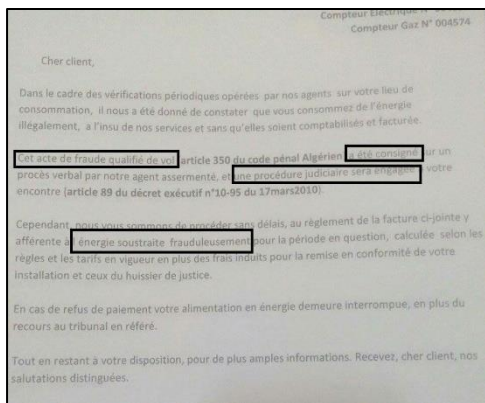 Compteur Electrique N°
Compteur Gaz N° 004574
Cher client,
Dans le cadre des vérifications périodiques opérées par nos agents sur votre lieu de
consommation, il nous a été donné de constater que vous consommez de l'énergie
illégalement, a l'insu de nos services et sans qu'elles soient comptabilisés et facturée.
Cet acte de fraude qualifié de vol (article 350 du code pénal Algérien) a été consigné sur un
procès verbal par notre agent assermenté, et une procédure judiciaire sera engagée à votre
encontre (article 89 du décret exécutif n°10-95 du 17mars2010).
Cependant, nous vous sommons de procéder sans délais, au règlement de la facture ci-jointe y
afférente à l'énergie soustraite frauduleusement pour la période en question, calculée selon les
règles et les tarifs en vigueur en plus des frais induits pour la remise en conformité de votre
installation et ceux du huissier de justice.
En cas de refus de paiement votre alimentation en énergie demeure interrompue, en plus du
recours au tribunal en référé.
Tout en restant à votre disposition, pour de plus amples informations. Recevez, cher client, nos
salutations distinguées.